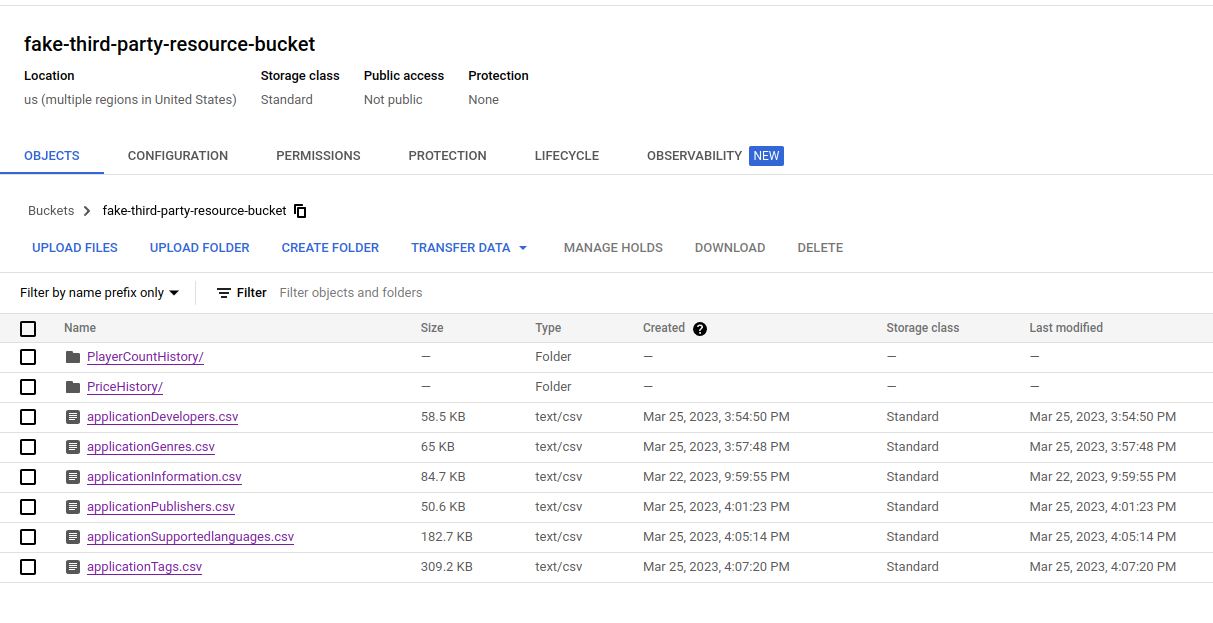 fake-third-party-resource-bucket
Location Storage class Public access Protection
us (multiple regions in United States) Standard Not public None
OBJECTS CONFIGURATION PERMISSIONS PROTECTION LIFECYCLE OBSERVABILITY NEW
Buckets fake-third-party-resource-bucket
UPLOAD FILES UPLOAD FOLDER CREATE FOLDER TRANSFER DATA MANAGE HOLDS DOWNLOAD DELETE
Filter by name prefix only Filter Filter objects and folders
Name Size Type Created ? Storage class Last modified
PlayerCountHistory/ — Folder — — —
PriceHistory/ — Folder — — —
applicationDevelopers.csv 58.5 KB text/csv Mar 25, 2023, 3:54:50 PM Standard Mar 25, 2023, 3:54:50 PM
applicationGenres.csv 65 KB text/csv Mar 25, 2023, 3:57:48 PM Standard Mar 25, 2023, 3:57:48 PM
applicationInformation.csv 84.7 KB text/csv Mar 22, 2023, 9:59:55 PM Standard Mar 22, 2023, 9:59:55 PM
applicationPublishers.csv 50.6 KB text/csv Mar 25, 2023, 4:01:23 PM Standard Mar 25, 2023, 4:01:23 PM
applicationSupportedlanguages.csv 182.7 KB text/csv Mar 25, 2023, 4:05:14 PM Standard Mar 25, 2023, 4:05:14 PM
applicationTags.csv 309.2 KB text/csv Mar 25, 2023, 4:07:20 PM Standard Mar 25, 2023, 4:07:20 PM